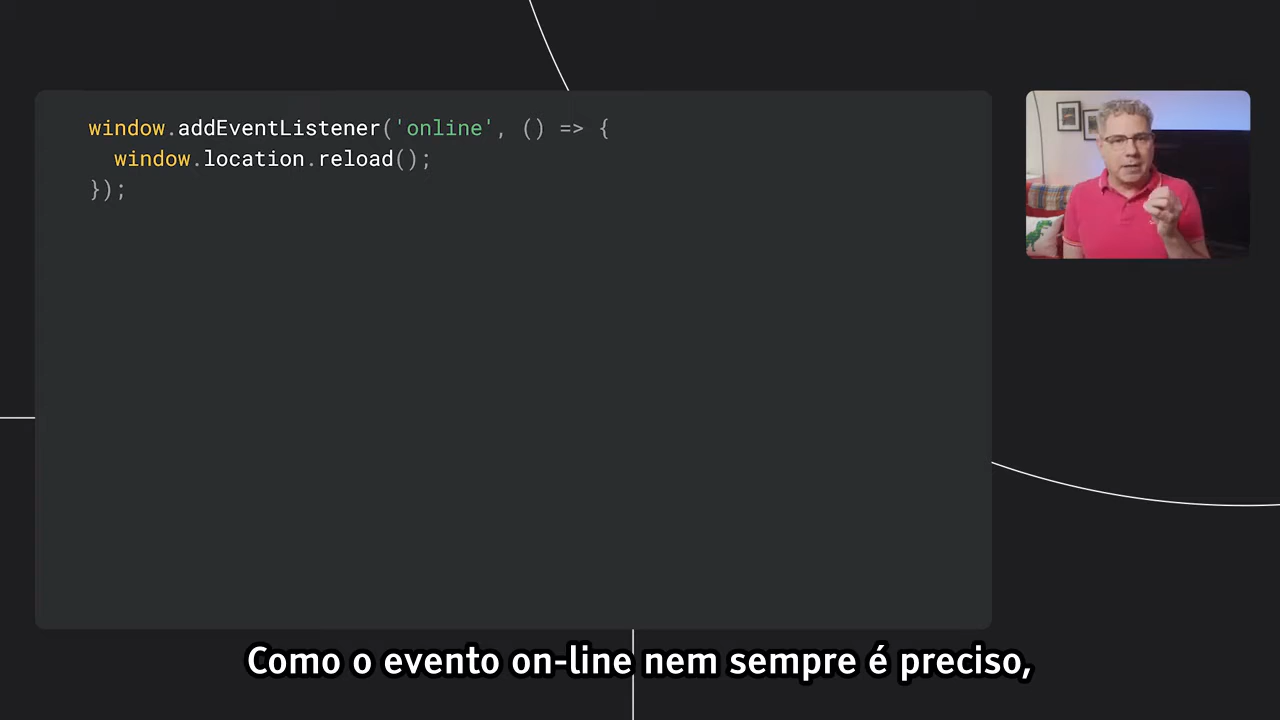 window.addEventListener('online', () => {
  window.location.reload();
});
Como o evento on-line nem sempre é preciso,